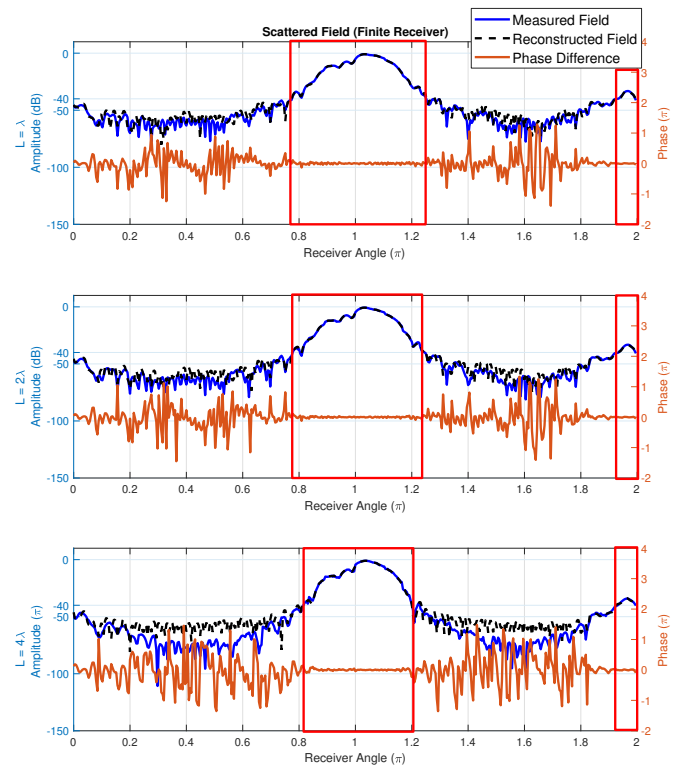 Scattered Field (Finite Receiver)
Measured Field
Reconstructed Field
Phase Difference
L = λ
Amplitude (dB)
0
-40
-50
-100
-150
4
3
2
1
0
-1
-2
Phase (π)
0 0.2 0.4 0.6 0.8 1 1.2 1.4 1.6 1.8 2
Receiver Angle (π)
L = 2λ
Amplitude (dB)
0
-40
-50
-100
-150
4
3
2
1
0
-1
-2
Phase (π)
0 0.2 0.4 0.6 0.8 1 1.2 1.4 1.6 1.8 2
Receiver Angle (π)
L = 4λ
Amplitude (π)
0
-40
-50
-100
-150
4
3
2
1
0
-1
-2
Phase (π)
0 0.2 0.4 0.6 0.8 1 1.2 1.4 1.6 1.8 2
Receiver Angle (π)